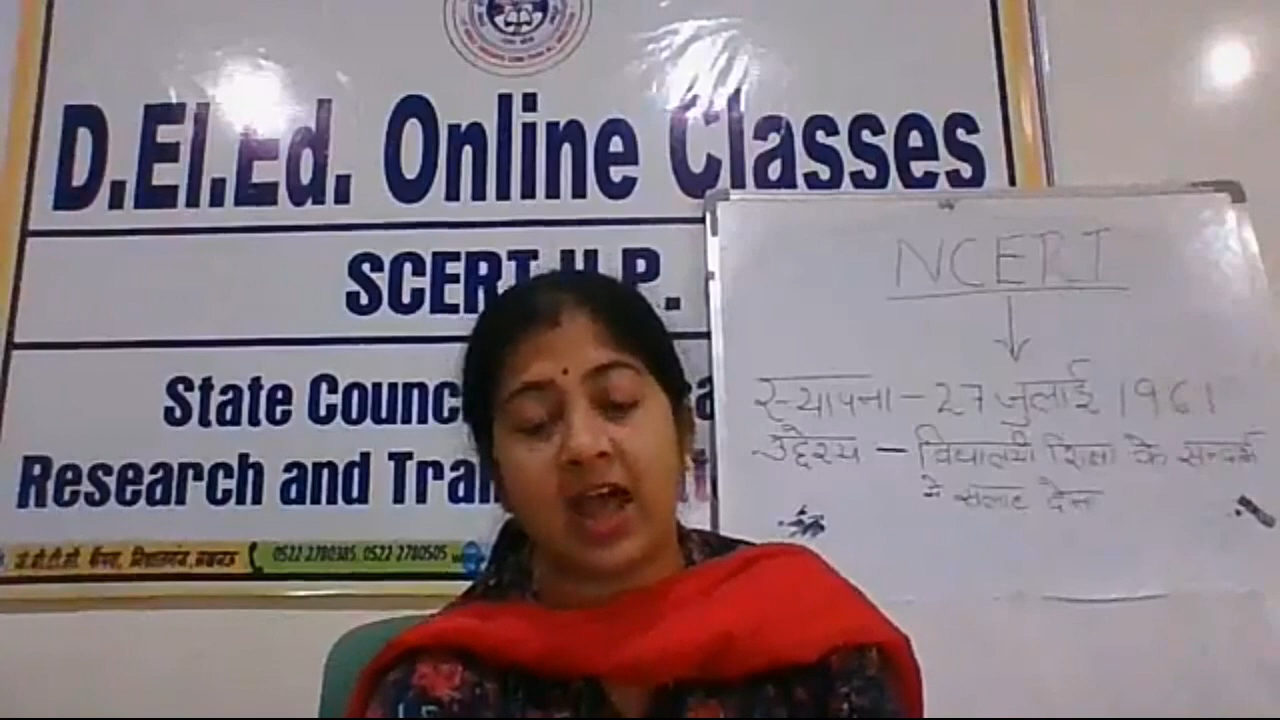 D.El.Ed. Online Classes
SCERT U.P.
State Counc
Research and Trai
0522-2780385, 0522-2780505
NCERT
स्थापना - 27 जुलाई 1961
उद्देश्य - विद्यालयी शिक्षा के सन्दर्भ
में सलाह देना